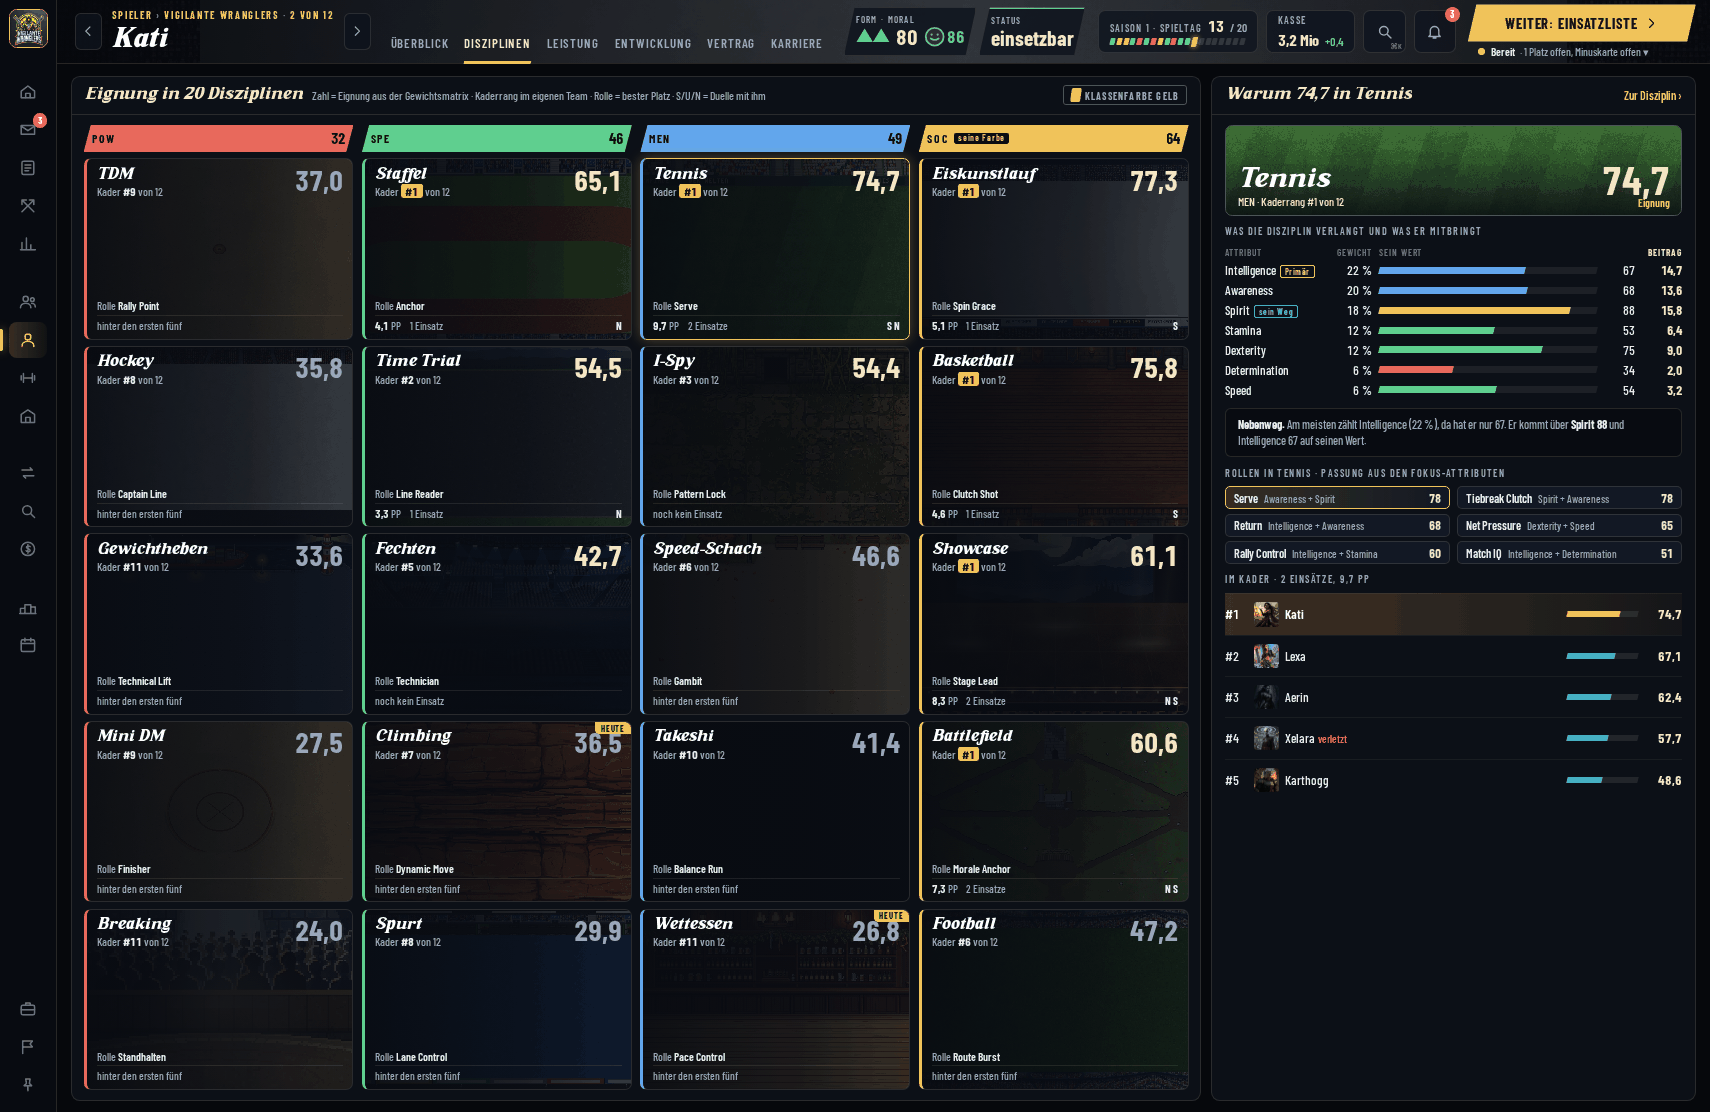 SPIELER › VIGILANTE WRANGLERS · 2 VON 12
Kati
ÜBERBLICK
DISZIPLINEN
LEISTUNG
ENTWICKLUNG
VERTRAG
KARRIERE
FORM · MORAL
80
86
STATUS
einsetzbar
SAISON 1 · SPIELTAG 13 / 20
KASSE
3,2 Mio +0,4
⌘K
3
WEITER: EINSATZLISTE
Bereit · 1 Platz offen, Minuskarte offen ▾
3
Eignung in 20 Disziplinen
Zahl = Eignung aus der Gewichtsmatrix · Kaderrang im eigenen Team · Rolle = bester Platz · S/U/N = Duelle mit ihm
KLASSENFARBE GELB
POW 32
SPE 46
MEN 49
SOC seine Farbe 64
TDM 37,0
Kader #9 von 12
Rolle Rally Point
hinter den ersten fünf
Staffel 65,1
Kader #1 von 12
Rolle Anchor
4,1 PP 1 Einsatz N
Tennis 74,7
Kader #1 von 12
Rolle Serve
9,7 PP 2 Einsätze S N
Eiskunstlauf 77,3
Kader #1 von 12
Rolle Spin Grace
5,1 PP 1 Einsatz S
Hockey 35,8
Kader #8 von 12
Rolle Captain Line
hinter den ersten fünf
Time Trial 54,5
Kader #2 von 12
Rolle Line Reader
3,3 PP 1 Einsatz N
I-Spy 54,4
Kader #3 von 12
Rolle Pattern Lock
noch kein Einsatz
Basketball 75,8
Kader #1 von 12
Rolle Clutch Shot
4,6 PP 1 Einsatz S
Gewichtheben 33,6
Kader #11 von 12
Rolle Technical Lift
hinter den ersten fünf
Fechten 42,7
Kader #5 von 12
Rolle Technician
noch kein Einsatz
Speed-Schach 46,6
Kader #6 von 12
Rolle Gambit
hinter den ersten fünf
Showcase 61,1
Kader #1 von 12
Rolle Stage Lead
8,3 PP 2 Einsätze N S
Mini DM 27,5
Kader #9 von 12
Rolle Finisher
hinter den ersten fünf
HEUTE
Climbing 36,5
Kader #7 von 12
Rolle Dynamic Move
hinter den ersten fünf
Takeshi 41,4
Kader #10 von 12
Rolle Balance Run
hinter den ersten fünf
Battlefield 60,6
Kader #1 von 12
Rolle Morale Anchor
7,3 PP 2 Einsätze N S
Breaking 24,0
Kader #11 von 12
Rolle Standhalten
hinter den ersten fünf
Spurt 29,9
Kader #8 von 12
Rolle Lane Control
hinter den ersten fünf
HEUTE
Wettessen 26,8
Kader #11 von 12
Rolle Pace Control
hinter den ersten fünf
Football 47,2
Kader #6 von 12
Rolle Route Burst
hinter den ersten fünf
Warum 74,7 in Tennis
Zur Disziplin ›
Tennis
MEN · Kaderrang #1 von 12
74,7
Eignung
WAS DIE DISZIPLIN VERLANGT UND WAS ER MITBRINGT
ATTRIBUT GEWICHT SEIN WERT BEITRAG
Intelligence Primär 22 % 67 14,7
Awareness 20 % 68 13,6
Spirit sein Weg 18 % 88 15,8
Stamina 12 % 53 6,4
Dexterity 12 % 75 9,0
Determination 6 % 34 2,0
Speed 6 % 54 3,2
Nebenweg. Am meisten zählt Intelligence (22 %), da hat er nur 67. Er kommt über Spirit 88 und
Intelligence 67 auf seinen Wert.
ROLLEN IN TENNIS · PASSUNG AUS DEN FOKUS-ATTRIBUTEN
Serve Awareness + Spirit 78
Tiebreak Clutch Spirit + Awareness 78
Return Intelligence + Awareness 68
Net Pressure Dexterity + Speed 65
Rally Control Intelligence + Stamina 60
Match IQ Intelligence + Determination 51
IM KADER · 2 EINSÄTZE, 9,7 PP
#1 Kati 74,7
#2 Lexa 67,1
#3 Aerin 62,4
#4 Xelara verletzt 57,7
#5 Karthogg 48,6